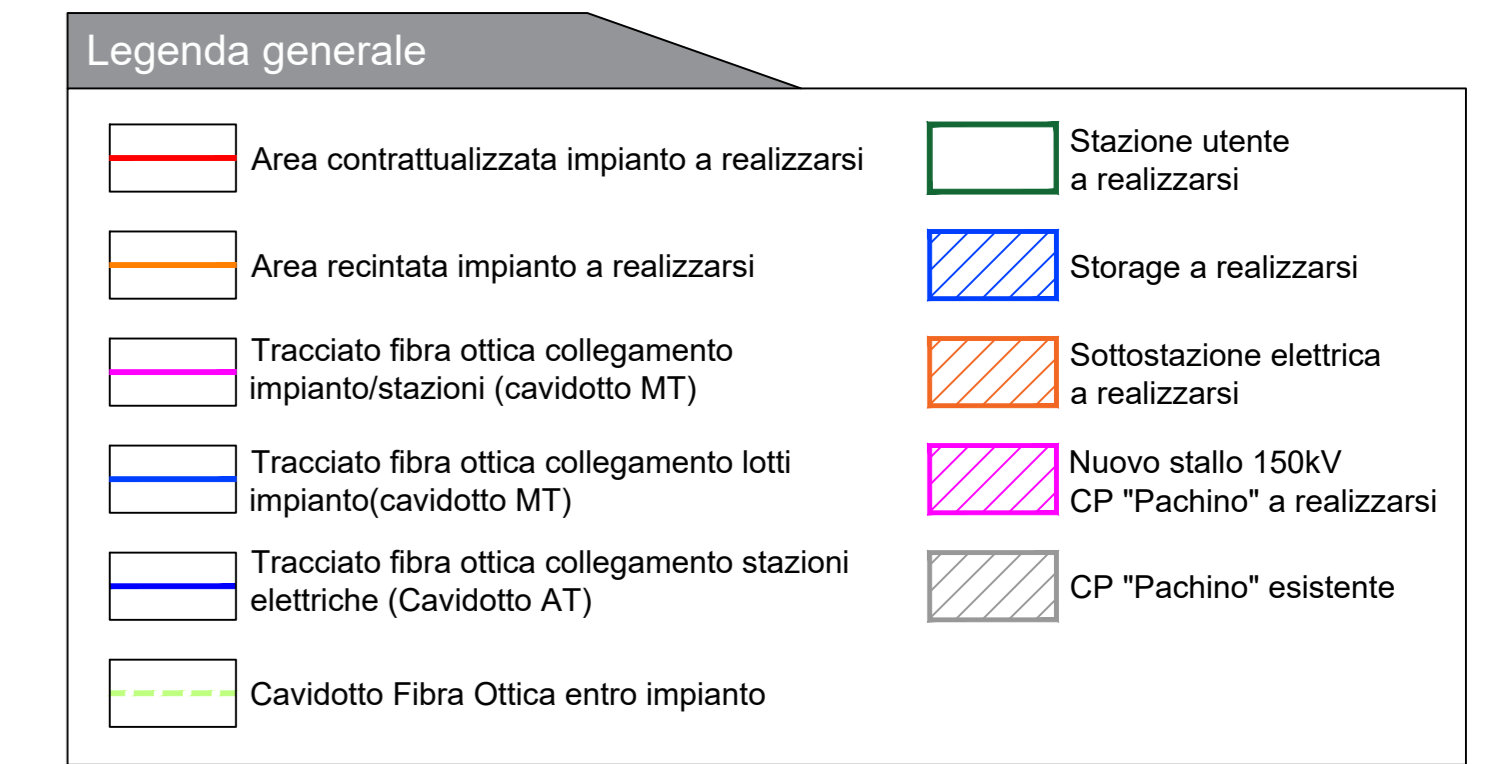 Legenda generale
Area contrattualizzata impianto a realizzarsi
Area recintata impianto a realizzarsi
Tracciato fibra ottica collegamento
impianto/stazioni (cavidotto MT)
Tracciato fibra ottica collegamento lotti
impianto(cavidotto MT)
Tracciato fibra ottica collegamento stazioni
elettriche (Cavidotto AT)
Cavidotto Fibra Ottica entro impianto
Stazione utente
a realizzarsi
Storage a realizzarsi
Sottostazione elettrica
a realizzarsi
Nuovo stallo 150kV
CP "Pachino" a realizzarsi
CP "Pachino" esistente